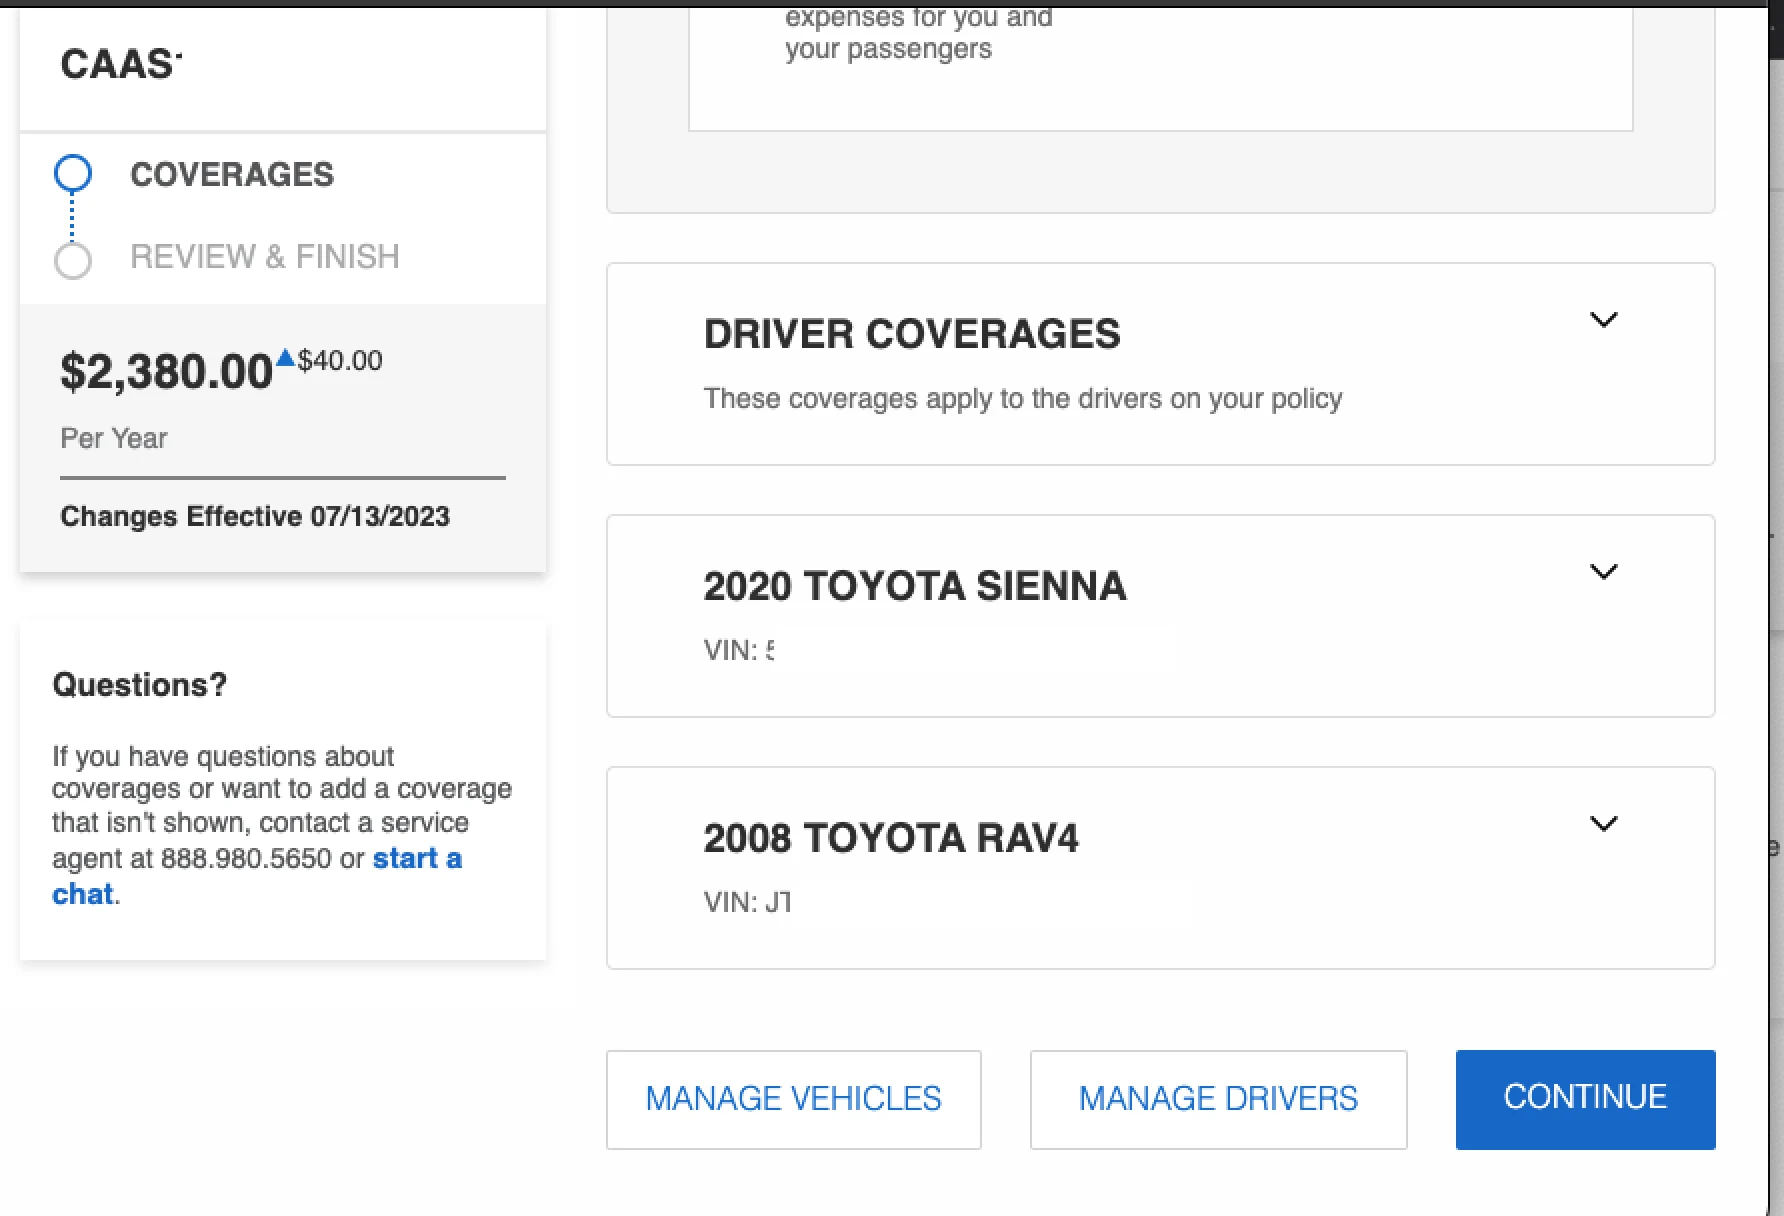 CAAS
COVERAGES
REVIEW & FINISH
$2,380.00 ▲$40.00
Per Year
Changes Effective 07/13/2023
Questions?
If you have questions about
coverages or want to add a coverage
that isn't shown, contact a service
agent at 888.980.5650 or start a
chat.
expenses for you and
your passengers
DRIVER COVERAGES
These coverages apply to the drivers on your policy
2020 TOYOTA SIENNA
VIN:
2008 TOYOTA RAV4
VIN: J
MANAGE VEHICLES
MANAGE DRIVERS
CONTINUE